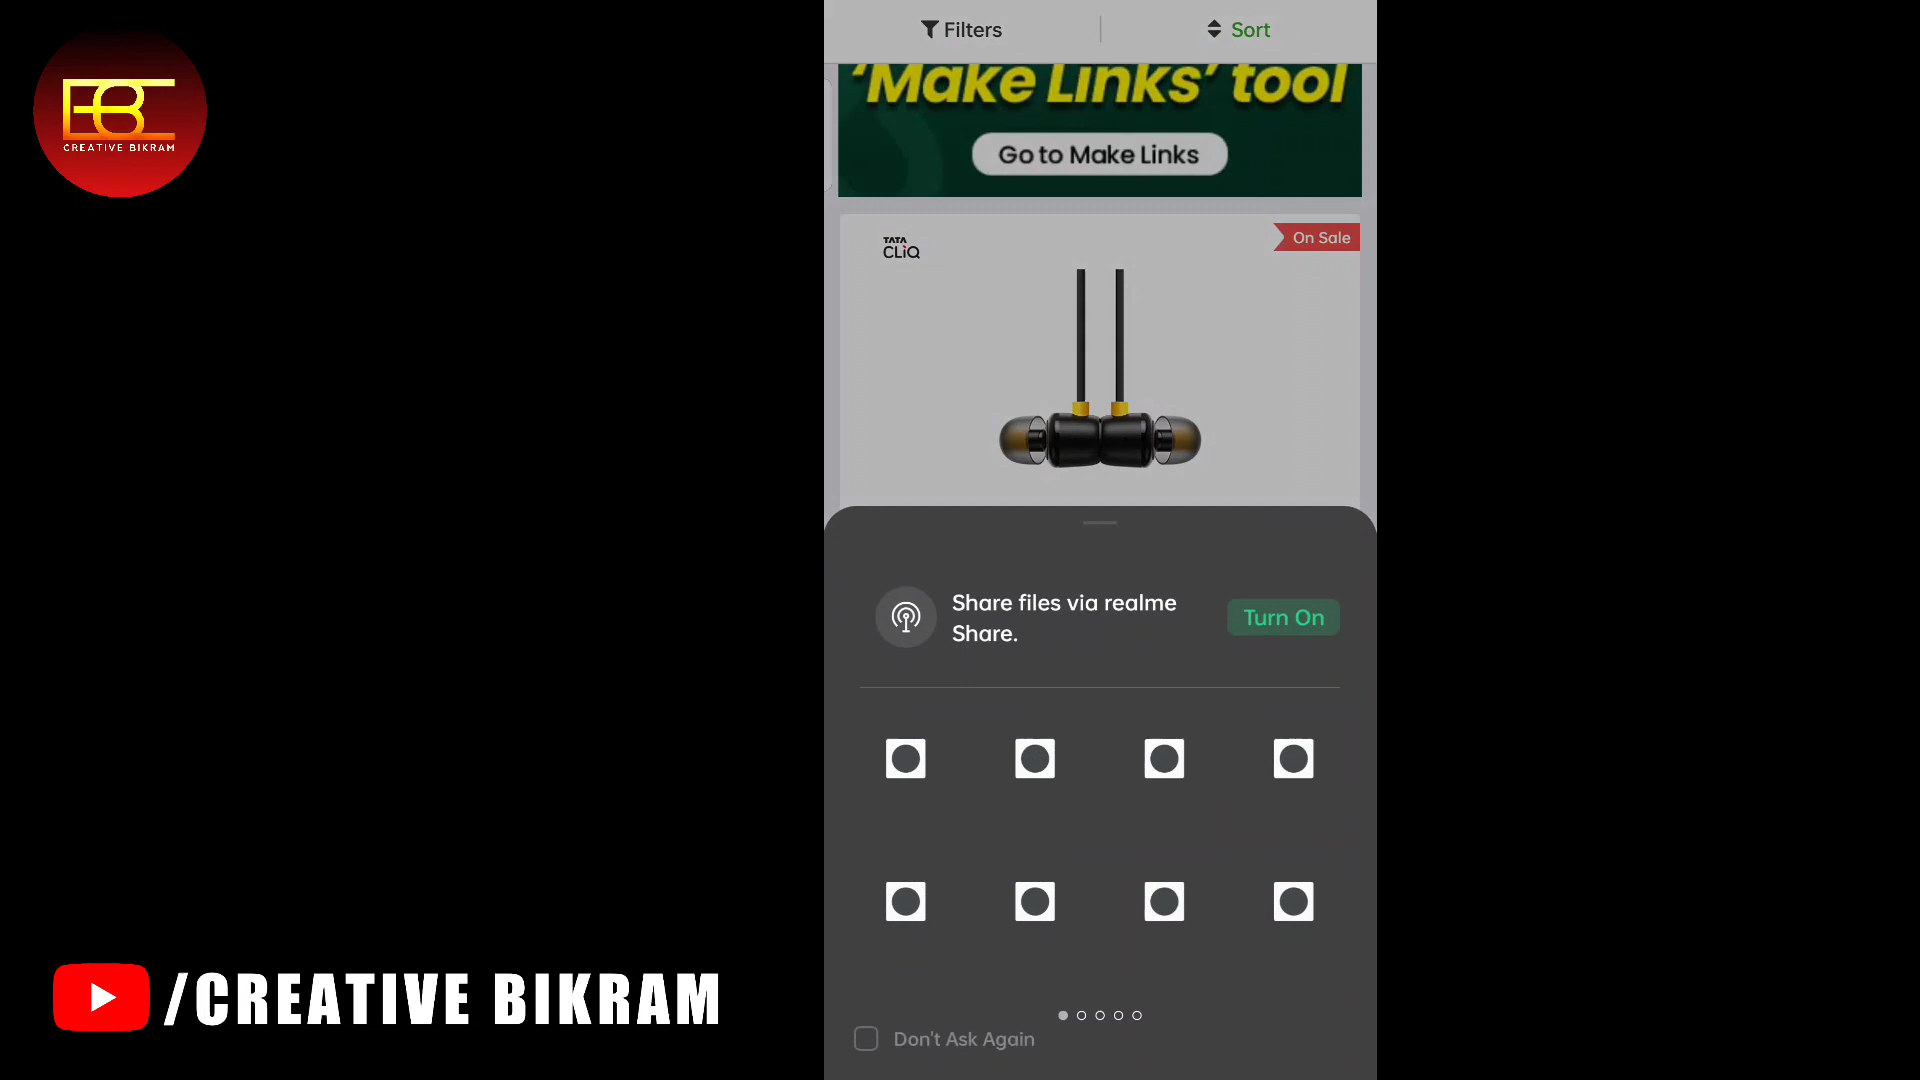 EBC
CREATIVE BIKRAM
Filters
Sort
'Make Links' tool
Go to Make Links
TATA
CLiQ
On Sale
Share files via realme
Share.
Turn On
Don't Ask Again
/CREATIVE BIKRAM